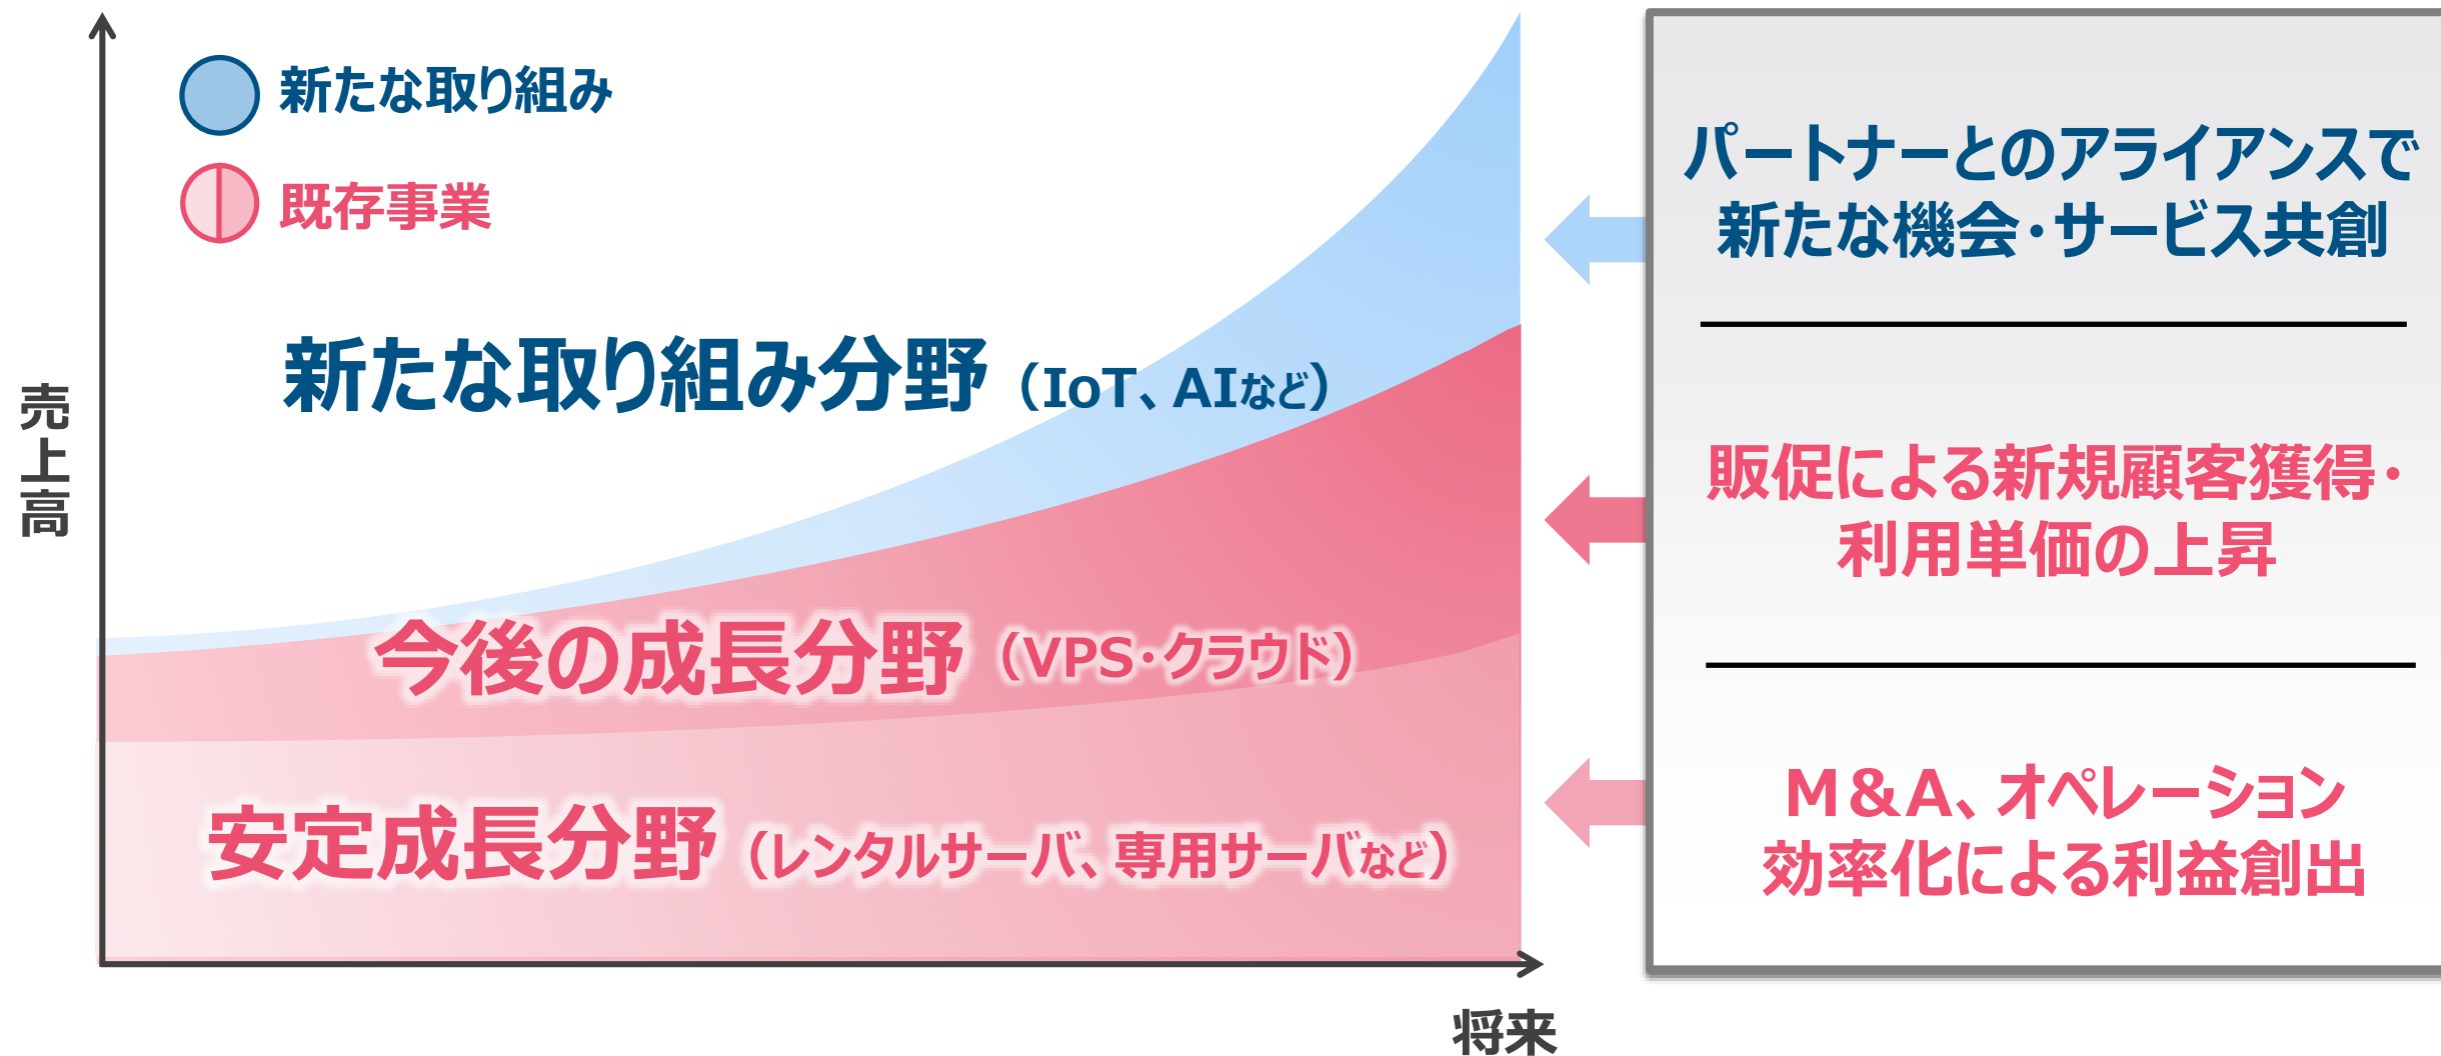 新たな取り組み
既存事業
売上高
新たな取り組み分野（IoT、AIなど）
今後の成長分野（VPS・クラウド）
安定成長分野（レンタルサーバ、専用サーバなど）
将来
パートナーとのアライアンスで
新たな機会・サービス共創
販促による新規顧客獲得・
利用単価の上昇
M＆A、オペレーション
効率化による利益創出